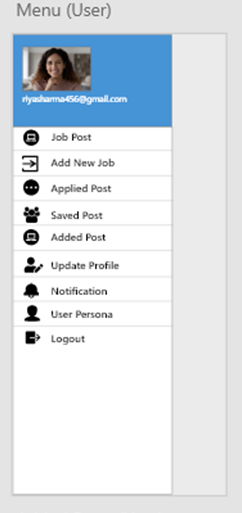 Menu (User)
riyasharma456@gmail.com
Job Post
Add New Job
Applied Post
Saved Post
Added Post
Update Profile
Notification
User Persona
Logout